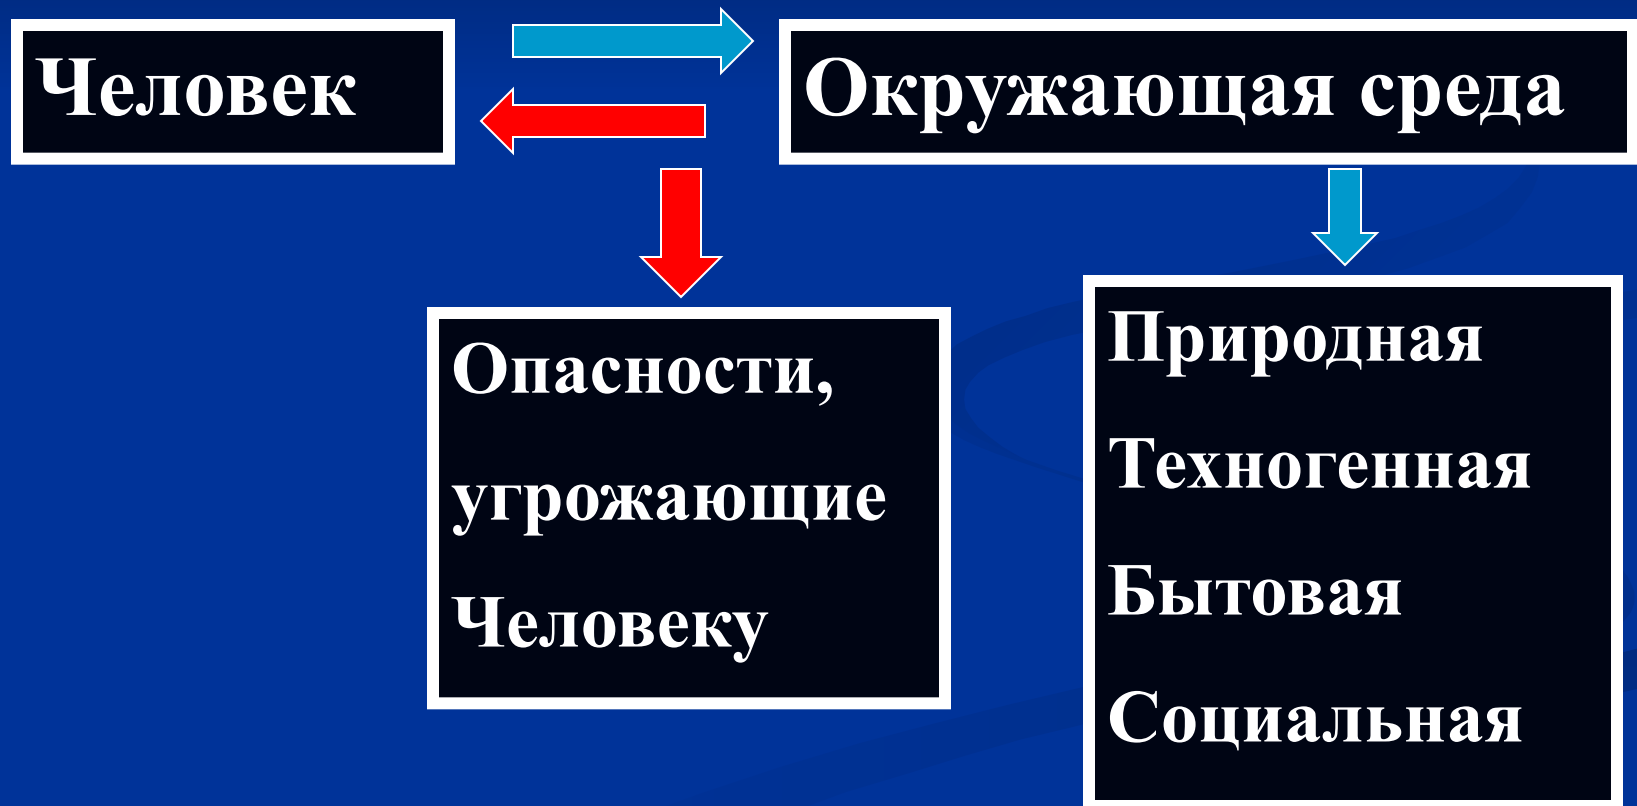 Человек
Окружающая среда
Опасности,
угрожающие
Человеку
Природная
Техногенная
Бытовая
Социальная